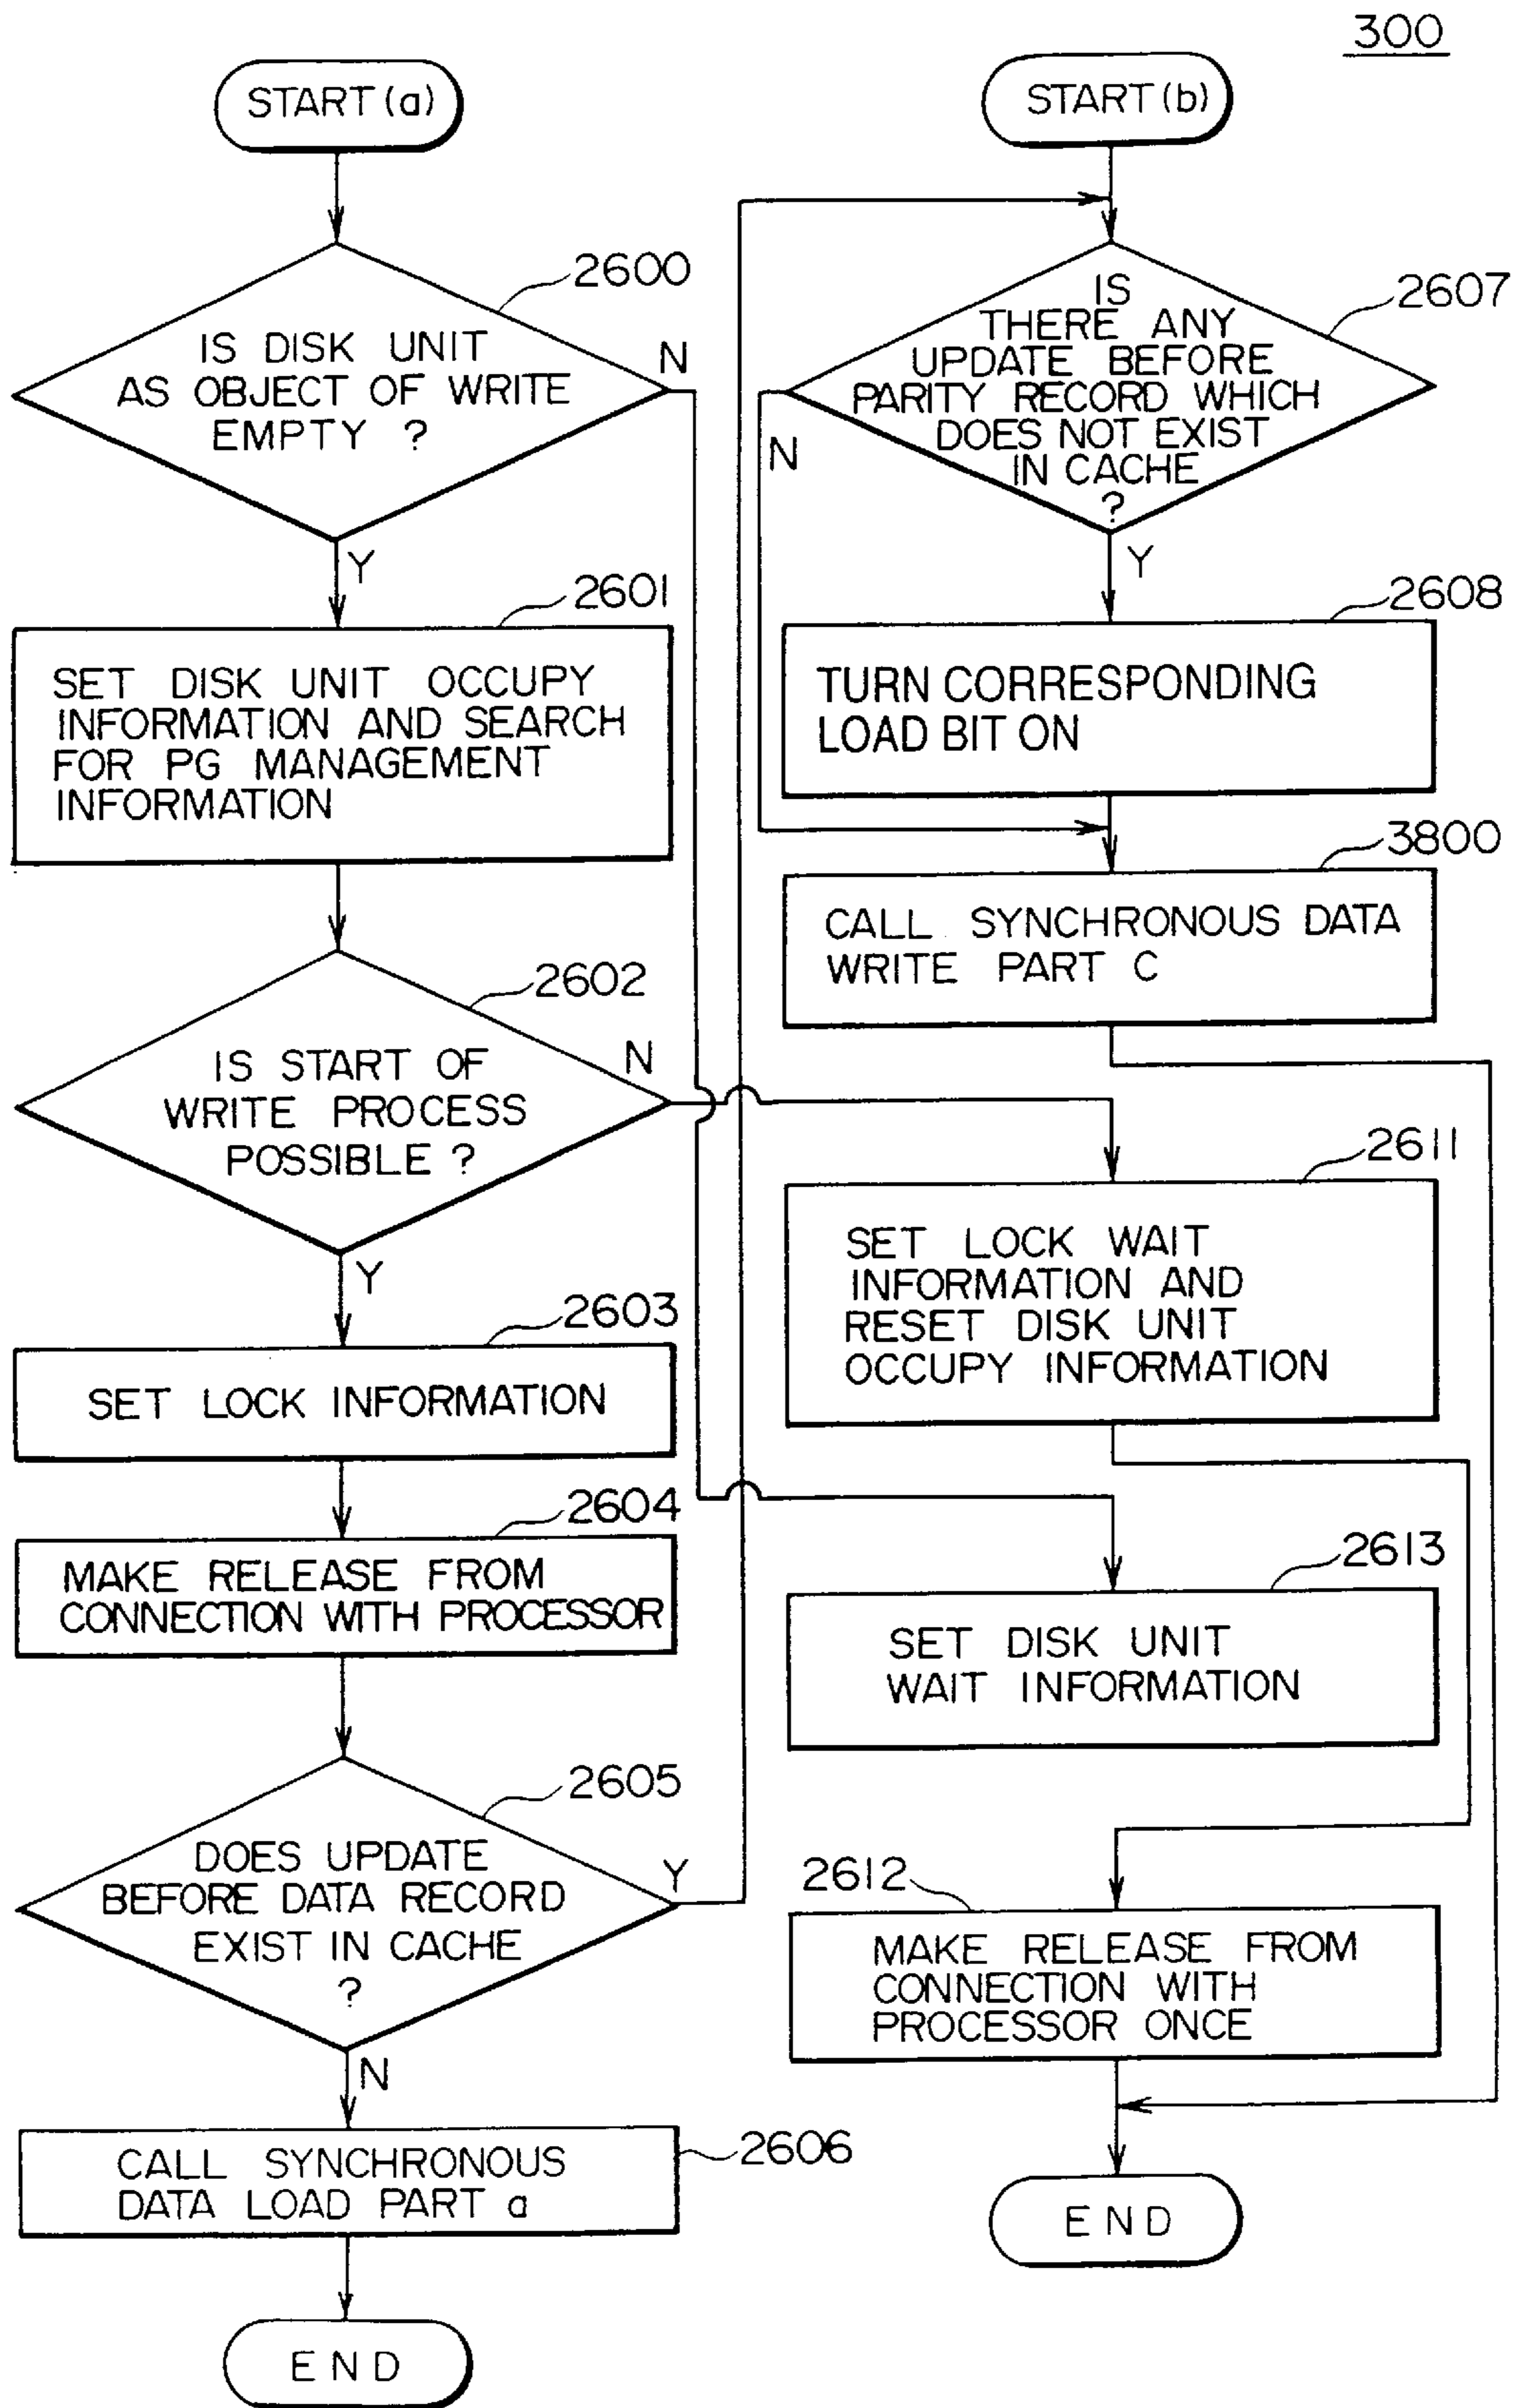 300
START (a)
2600
IS DISK UNIT
AS OBJECT OF WRITE
EMPTY ?
N
Y
2601
SET DISK UNIT OCCUPY
INFORMATION AND SEARCH
FOR PG MANAGEMENT
INFORMATION
2602
IS START OF
WRITE PROCESS
POSSIBLE ?
N
Y
2603
SET LOCK INFORMATION
2604
MAKE RELEASE FROM
CONNECTION WITH PROCESSOR
2605
DOES UPDATE
BEFORE DATA RECORD
EXIST IN CACHE
?
Y
N
2606
CALL SYNCHRONOUS
DATA LOAD PART a
END
START (b)
2607
IS
THERE ANY
UPDATE BEFORE
PARITY RECORD WHICH
DOES NOT EXIST
IN CACHE
?
N
Y
2608
TURN CORRESPONDING
LOAD BIT ON
3800
CALL SYNCHRONOUS DATA
WRITE PART C
2611
SET LOCK WAIT
INFORMATION AND
RESET DISK UNIT
OCCUPY INFORMATION
2613
SET DISK UNIT
WAIT INFORMATION
2612
MAKE RELEASE FROM
CONNECTION WITH
PROCESSOR ONCE
END